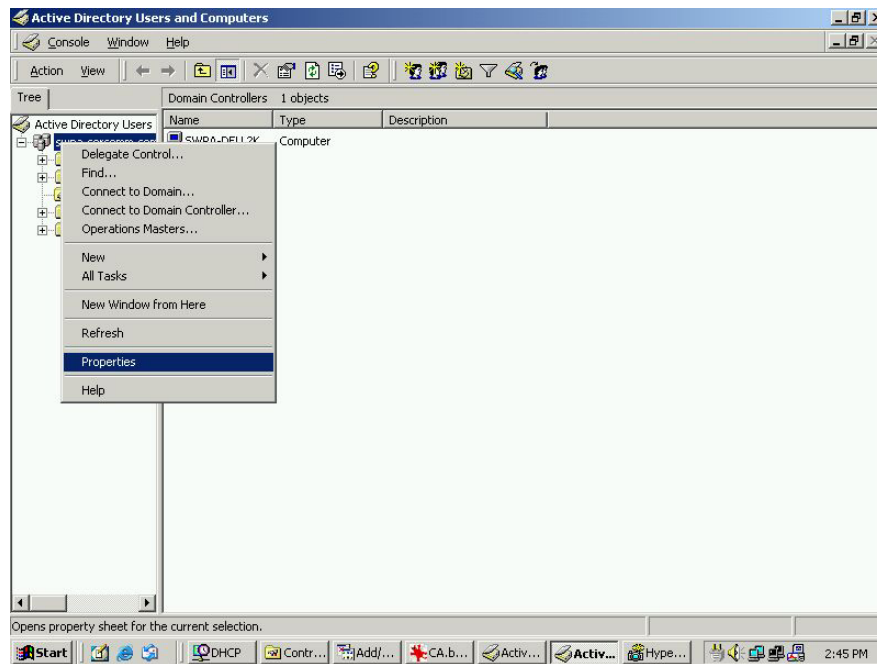 Active Directory Users and Computers
Console Window Help
Action View
Tree
Domain Controllers 1 objects
Active Directory Users
Name Type Description
SWPA-DELL2K Computer
Delegate Control...
Find...
Connect to Domain...
Connect to Domain Controller...
Operations Masters...
New
All Tasks
New Window from Here
Refresh
Properties
Help
Opens property sheet for the current selection.
Start DHCP Contr... Add/... CA.b... Activ... Activ... Hype... 2:45 PM